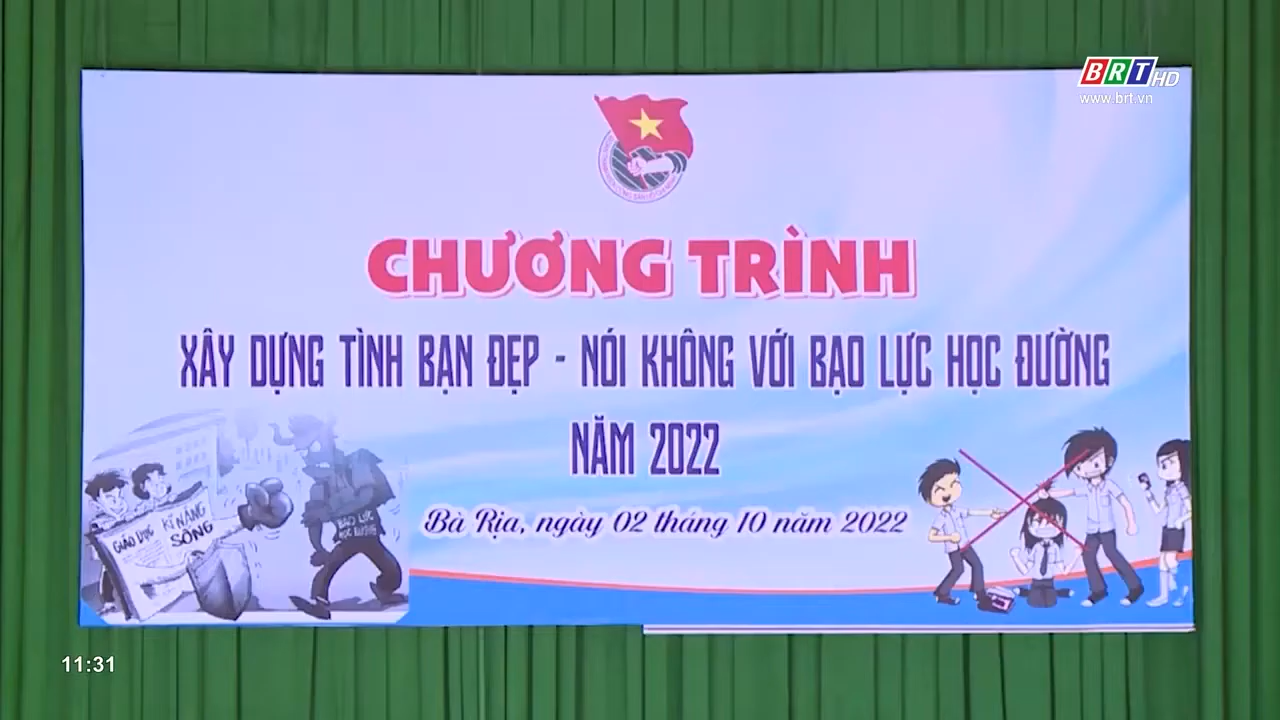 BRT HD
www.brt.vn
CHƯƠNG TRÌNH
XÂY DỰNG TÌNH BẠN ĐẸP - NÓI KHÔNG VỚI BẠO LỰC HỌC ĐƯỜNG
NĂM 2022
GIÁO DỤC
KĨ NĂNG
SỐNG
BẠO LỰC
HỌC ĐƯỜNG
Bà Rịa, ngày 02 tháng 10 năm 2022
11:31